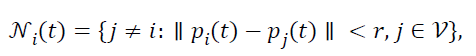 𝒩ᵢ(t) = {j ≠ i: ∥ pᵢ(t) − pⱼ(t) ∥ < r, j ∈ 𝒱},